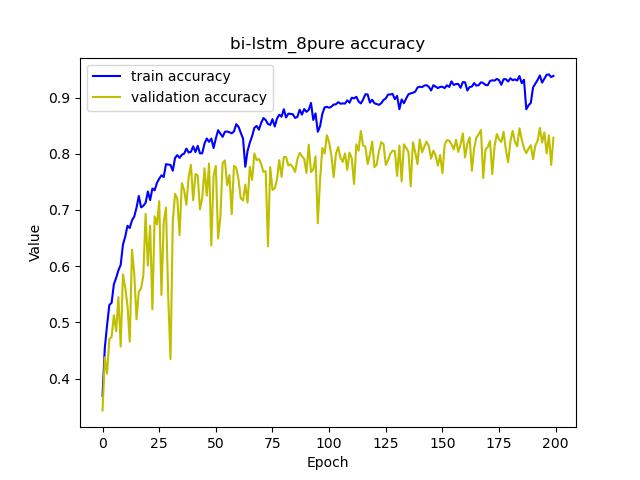 bi-lstm_8pure accuracy
train accuracy
validation accuracy
0.9
0.8
0.7
0.6
0.5
0.4
Value
0 25 50 75 100 125 150 175 200
Epoch